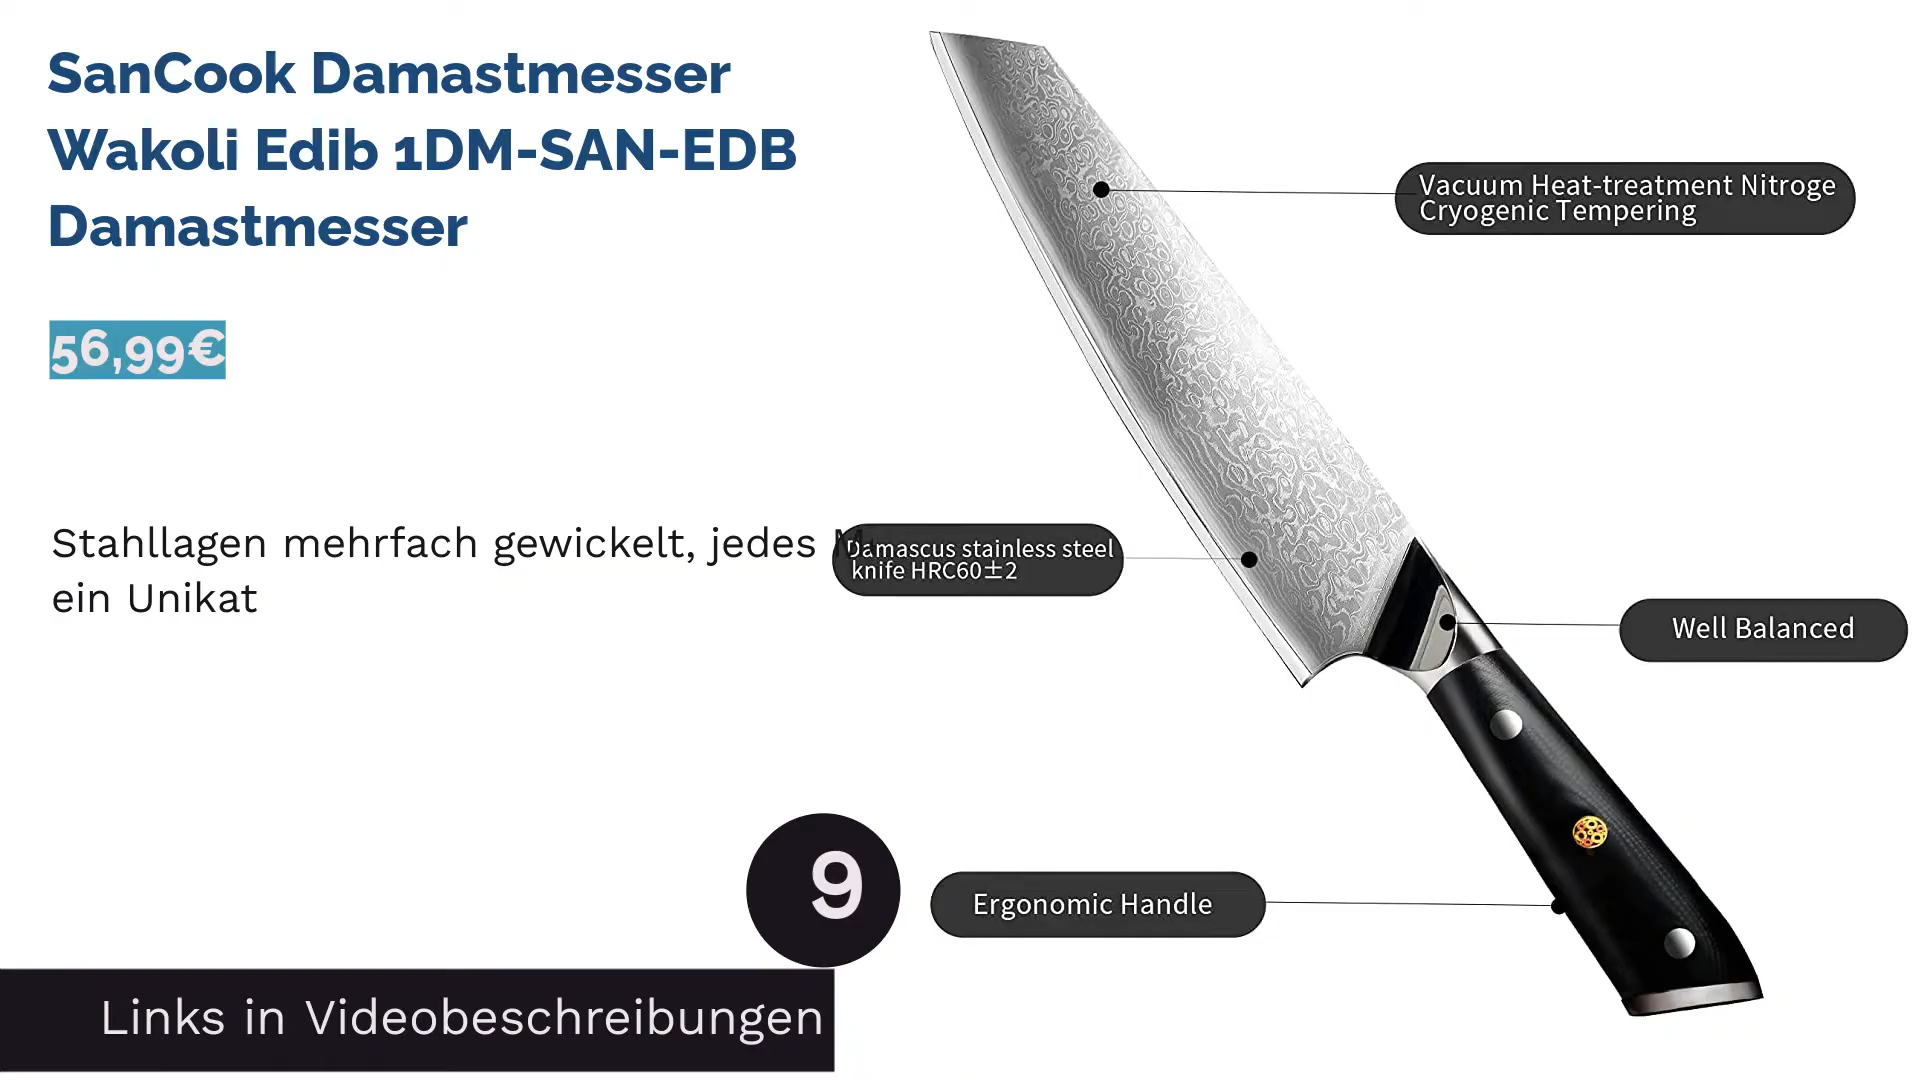 SanCook Damastmesser
Wakoli Edib 1DM-SAN-EDB
Damastmesser
56,99€
Vacuum Heat-treatment Nitroge
Cryogenic Tempering
Stahllagen mehrfach gewickelt, jedes
ein Unikat
Damascus stainless steel
knife HRC60±2
Well Balanced
9
Ergonomic Handle
Links in Videobeschreibungen